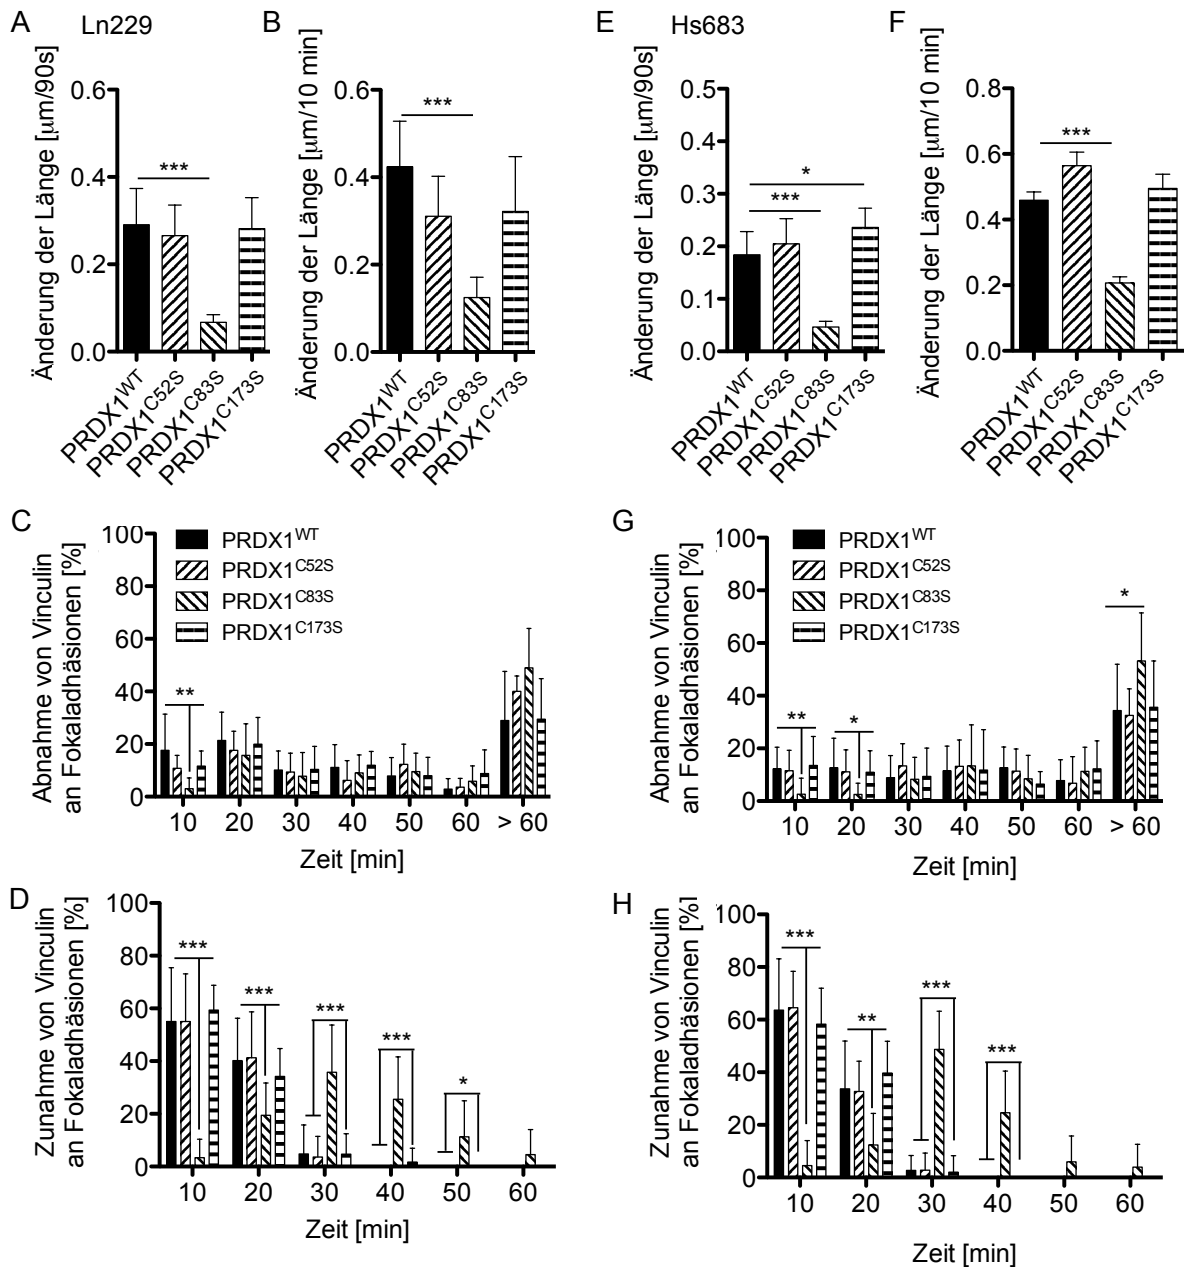 A Ln229
Änderung der Länge [μm/90s]
0.6
0.4
0.2
0.0
***
PRDX1WT
PRDX1C52S
PRDX1C83S
PRDX1C173S
B
Änderung der Länge [μm/10 min]
0.6
0.4
0.2
0.0
***
PRDX1WT
PRDX1C52S
PRDX1C83S
PRDX1C173S
E Hs683
Änderung der Länge [μm/90s]
0.5
0.4
0.3
0.2
0.1
0.0
*
***
PRDX1WT
PRDX1C52S
PRDX1C83S
PRDX1C173S
F
Änderung der Länge [μm/10 min]
0.8
0.6
0.4
0.2
0.0
***
PRDX1WT
PRDX1C52S
PRDX1C83S
PRDX1C173S
C
Abnahme von Vinculin
an Fokaladhäsionen [%]
100
80
60
40
20
0
PRDX1WT
PRDX1C52S
PRDX1C83S
PRDX1C173S
**
10 20 30 40 50 60 > 60
Zeit [min]
G
Abnahme von Vinculin
an Fokaladhäsionen [%]
100
80
60
40
20
0
PRDX1WT
PRDX1C52S
PRDX1C83S
PRDX1C173S
*
** *
10 20 30 40 50 60 > 60
Zeit [min]
D
Zunahme von Vinculin
an Fokaladhäsionen [%]
100
80
60
40
20
0
*** *** *** *** *
10 20 30 40 50 60
Zeit [min]
H
Zunahme von Vinculin
an Fokaladhäsionen [%]
100
80
60
40
20
0
*** ** *** ***
10 20 30 40 50 60
Zeit [min]